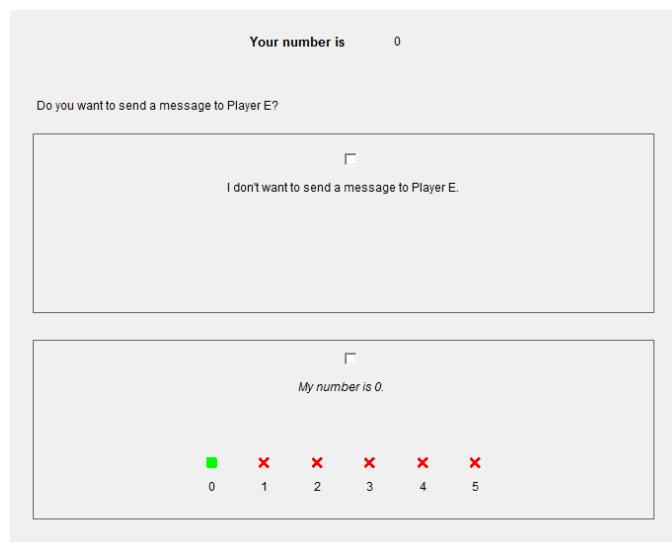 Your number is 0
Do you want to send a message to Player E?
I don't want to send a message to Player E.
My number is 0.
0 1 2 3 4 5